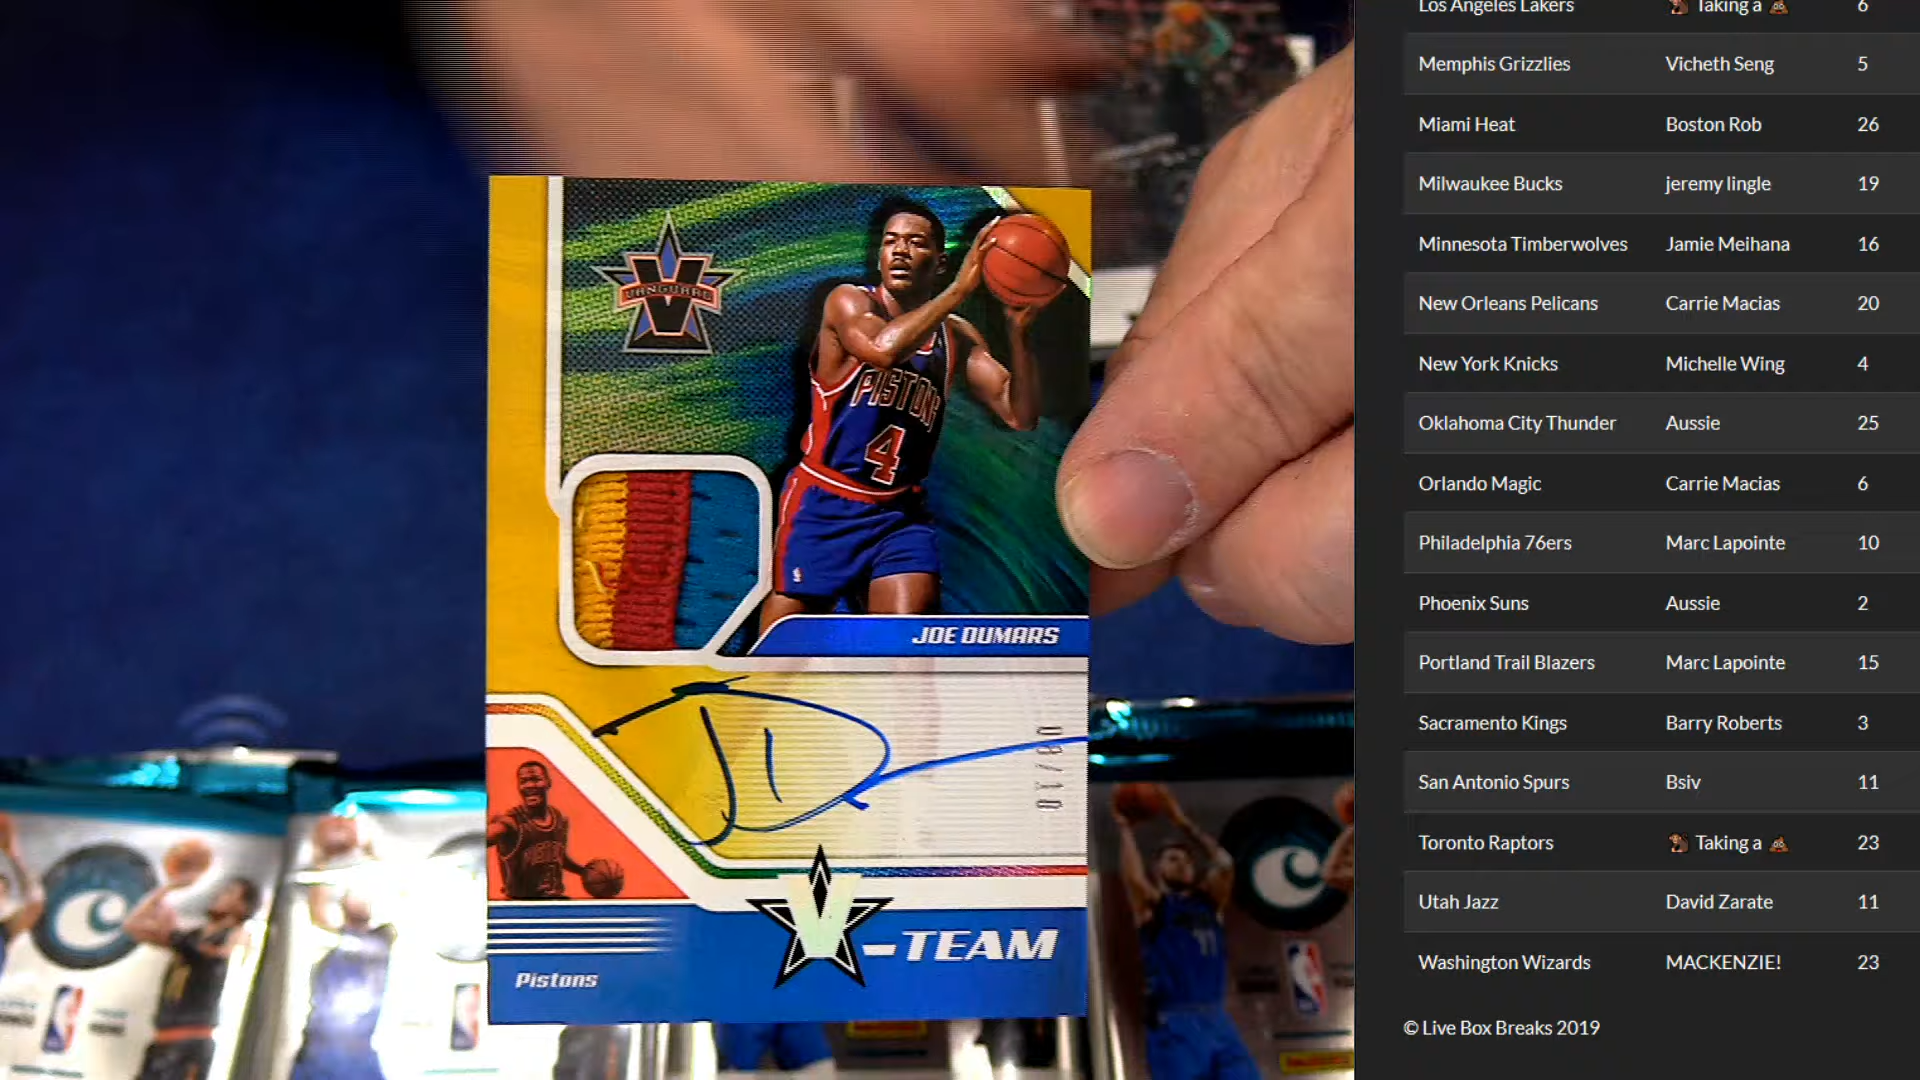 VANGUARD
V
PISTONS
4
JOE DUMARS
08/10
JD
V-TEAM
Pistons
Los Angeles Lakers Taking a 6
Memphis Grizzlies Vicheth Seng 5
Miami Heat Boston Rob 26
Milwaukee Bucks jeremy lingle 19
Minnesota Timberwolves Jamie Meihana 16
New Orleans Pelicans Carrie Macias 20
New York Knicks Michelle Wing 4
Oklahoma City Thunder Aussie 25
Orlando Magic Carrie Macias 6
Philadelphia 76ers Marc Lapointe 10
Phoenix Suns Aussie 2
Portland Trail Blazers Marc Lapointe 15
Sacramento Kings Barry Roberts 3
San Antonio Spurs Bsiv 11
Toronto Raptors Taking a 23
Utah Jazz David Zarate 11
Washington Wizards MACKENZIE! 23
© Live Box Breaks 2019